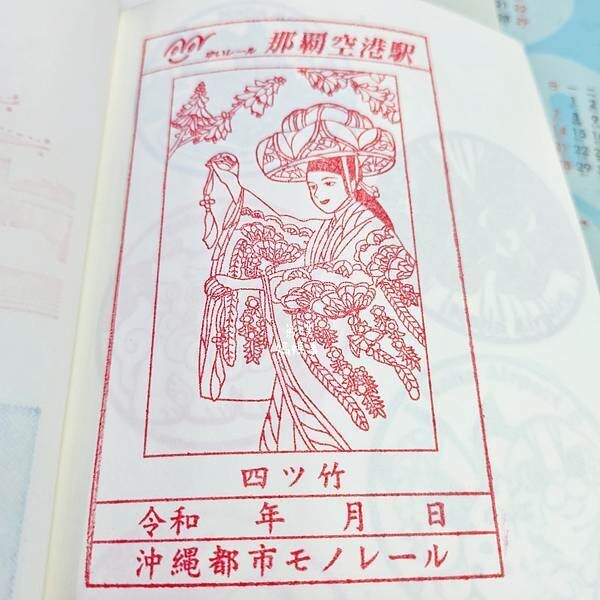 ゆいレール 那覇空港駅
四ツ竹
令和 年 月 日
沖縄都市モノレール